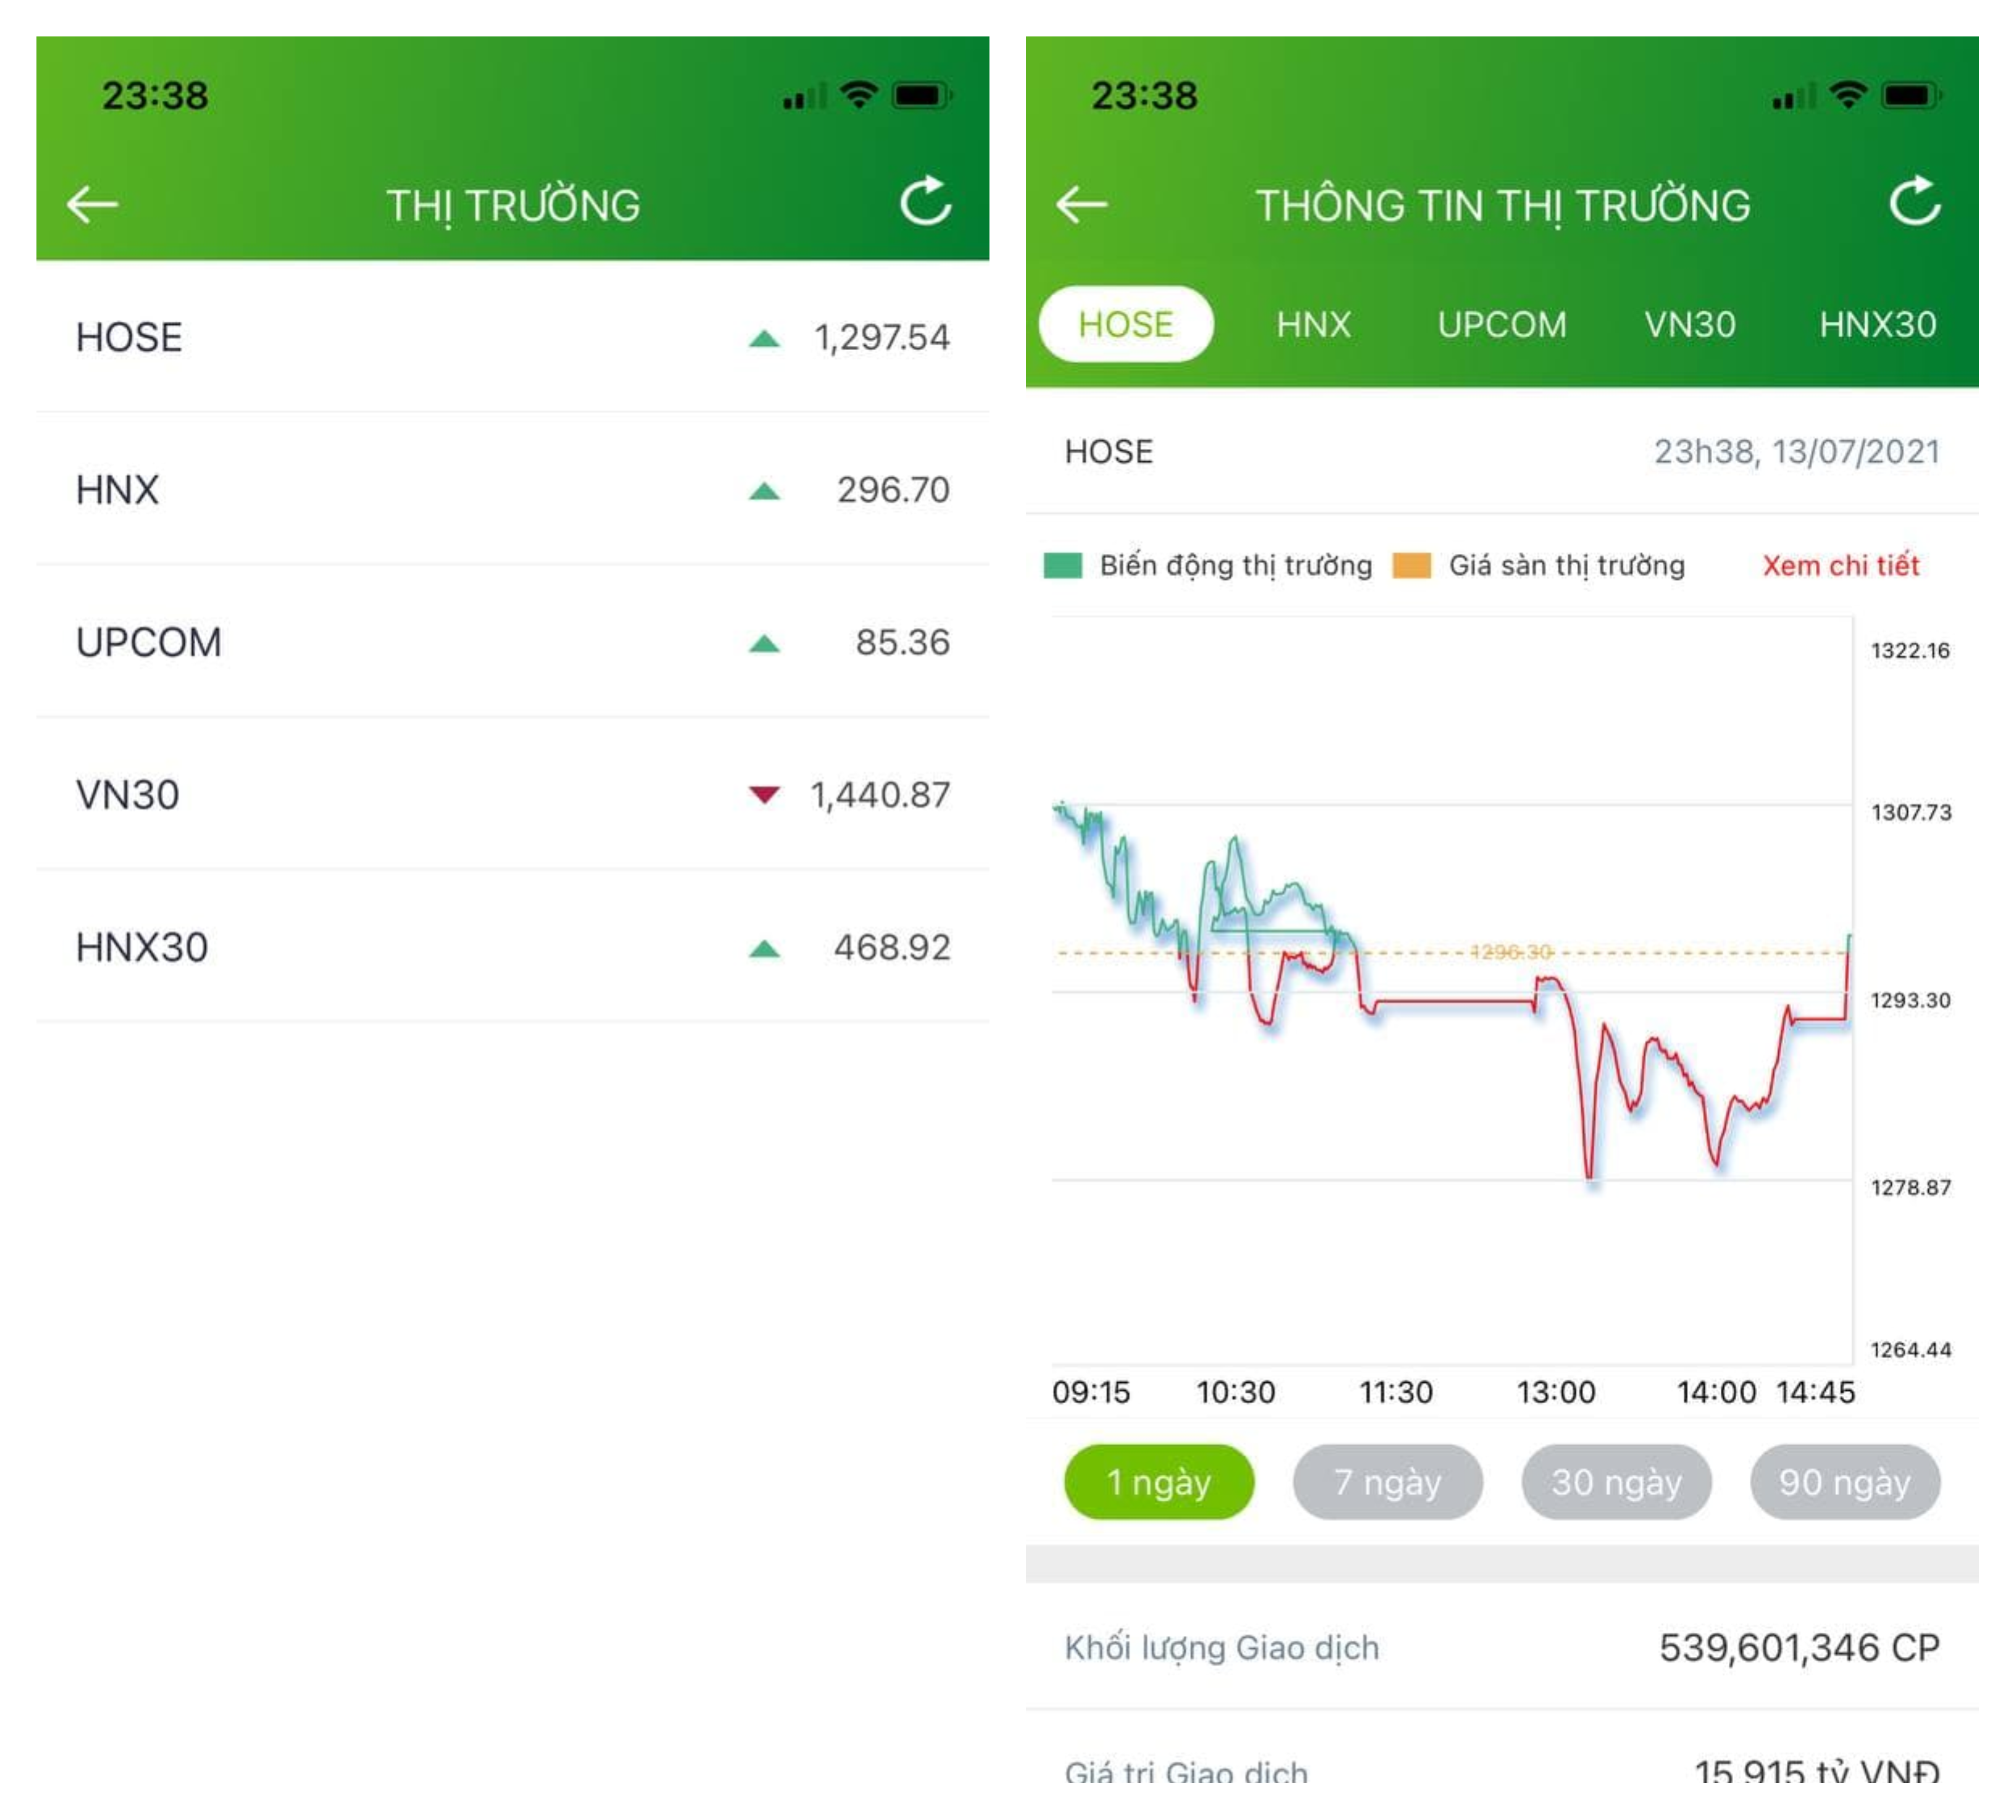 23:38
THỊ TRƯỜNG
HOSE 1,297.54
HNX 296.70
UPCOM 85.36
VN30 1,440.87
HNX30 468.92
23:38
THÔNG TIN THỊ TRƯỜNG
HOSE HNX UPCOM VN30 HNX30
HOSE 23h38, 13/07/2021
Biến động thị trường Giá sàn thị trường Xem chi tiết
1322.16
1307.73
1296.30
1293.30
1278.87
1264.44
09:15 10:30 11:30 13:00 14:00 14:45
1 ngày 7 ngày 30 ngày 90 ngày
Khối lượng Giao dịch 539,601,346 CP
Giá trị Giao dịch 15,915 tỷ VNĐ